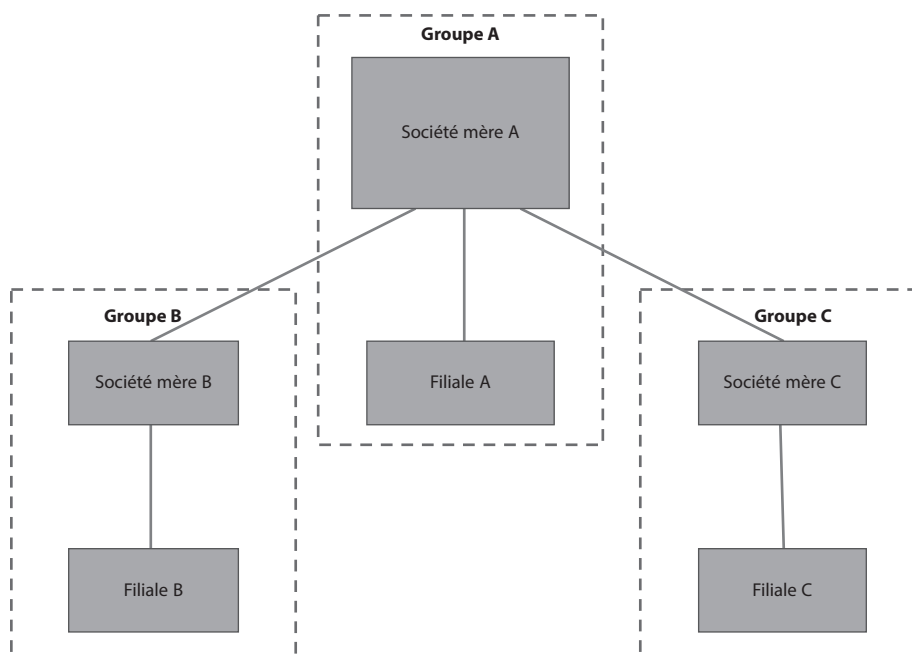 Groupe A
Société mère A
Groupe B
Groupe C
Société mère B
Filiale A
Société mère C
Filiale B
Filiale C